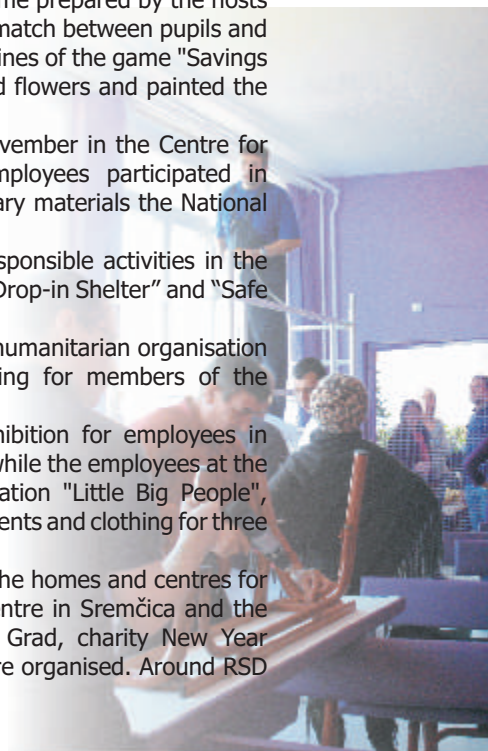 me prepared by the hosts
match between pupils and
ines of the game "Savings
d flowers and painted the
vember in the Centre for
mployees participated in
ary materials the National
sponsible activities in the
Drop-in Shelter” and “Safe
humanitarian organisation
ing for members of the
hibition for employees in
while the employees at the
ation "Little Big People",
ents and clothing for three
he homes and centres for
entre in Sremčica and the
Grad, charity New Year
re organised. Around RSD